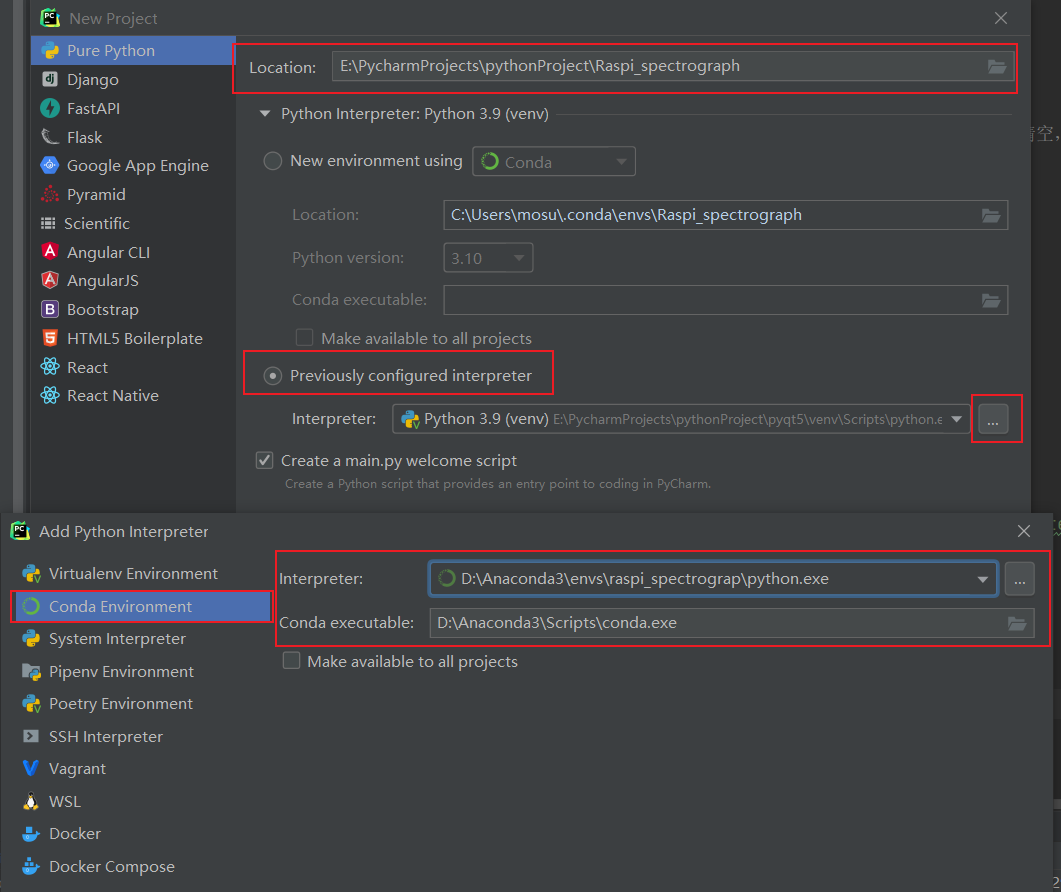 New Project
Pure Python
Django
FastAPI
Flask
Google App Engine
Pyramid
Scientific
Angular CLI
AngularJS
Bootstrap
HTML5 Boilerplate
React
React Native
Location: E:\PycharmProjects\pythonProject\Raspi_spectrograph
Python Interpreter: Python 3.9 (venv)
New environment using Conda
Location: C:\Users\mosu\.conda\envs\Raspi_spectrograph
Python version: 3.10
Conda executable:
Make available to all projects
Previously configured interpreter
Interpreter: Python 3.9 (venv) E:\PycharmProjects\pythonProject\pyqt5\venv\Scripts\python.e ...
Create a main.py welcome script
Create a Python script that provides an entry point to coding in PyCharm.
空,
Add Python Interpreter
Virtualenv Environment
Conda Environment
System Interpreter
Pipenv Environment
Poetry Environment
SSH Interpreter
Vagrant
WSL
Docker
Docker Compose
Interpreter: D:\Anaconda3\envs\raspi_spectrograp\python.exe ...
Conda executable: D:\Anaconda3\Scripts\conda.exe
Make available to all projects